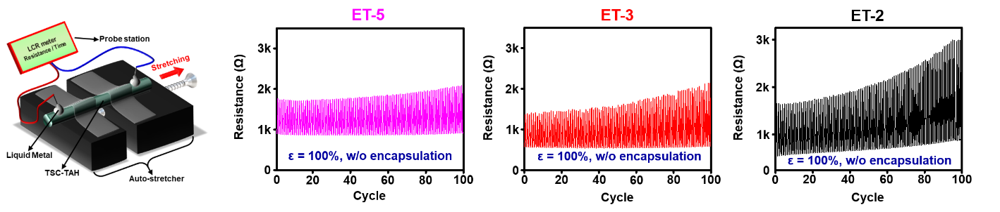 LCR meter
Resistance / Time
Probe station
Stretching
Liquid Metal
TSC-TAH
Auto-stretcher
ET-5
Resistance (Ω)
3k
2k
1k
0
ε = 100%, w/o encapsulation
0 20 40 60 80 100
Cycle
ET-3
Resistance (Ω)
3k
2k
1k
0
ε = 100%, w/o encapsulation
0 20 40 60 80 100
Cycle
ET-2
Resistance (Ω)
3k
2k
1k
0
ε = 100%, w/o encapsulation
0 20 40 60 80 100
Cycle